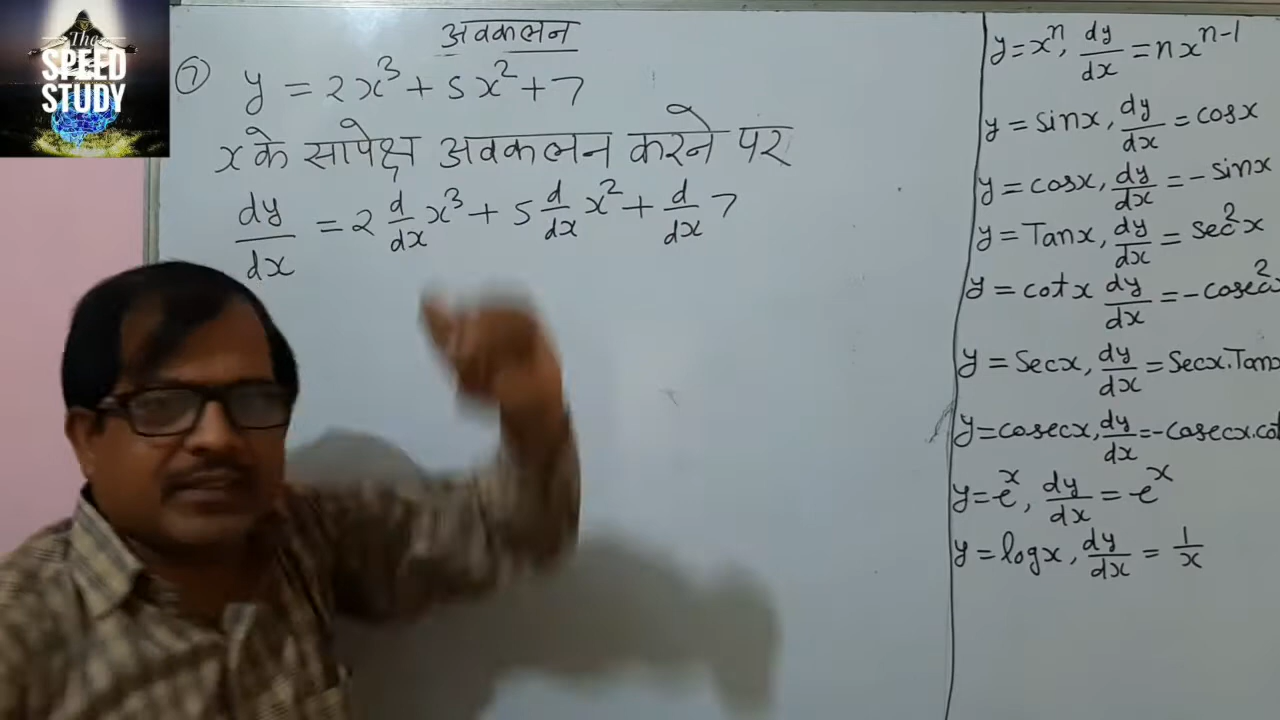 The
SPEED
STUDY
अवकलन
⑦ y = 2x³ + 5x² + 7
x के सापेक्ष अवकलन करने पर
dy/dx = 2 d/dx x³ + 5 d/dx x² + d/dx 7
y = xⁿ, dy/dx = nxⁿ⁻¹
y = sinx, dy/dx = cosx
y = cosx, dy/dx = - sinx
y = Tanx, dy/dx = sec²x
y = cotx dy/dx = - cosec²
y = Secx, dy/dx = Secx.Tanx
y = cosecx, dy/dx = - cosecx.cot
y = eˣ, dy/dx = eˣ
y = logx, dy/dx = 1/x